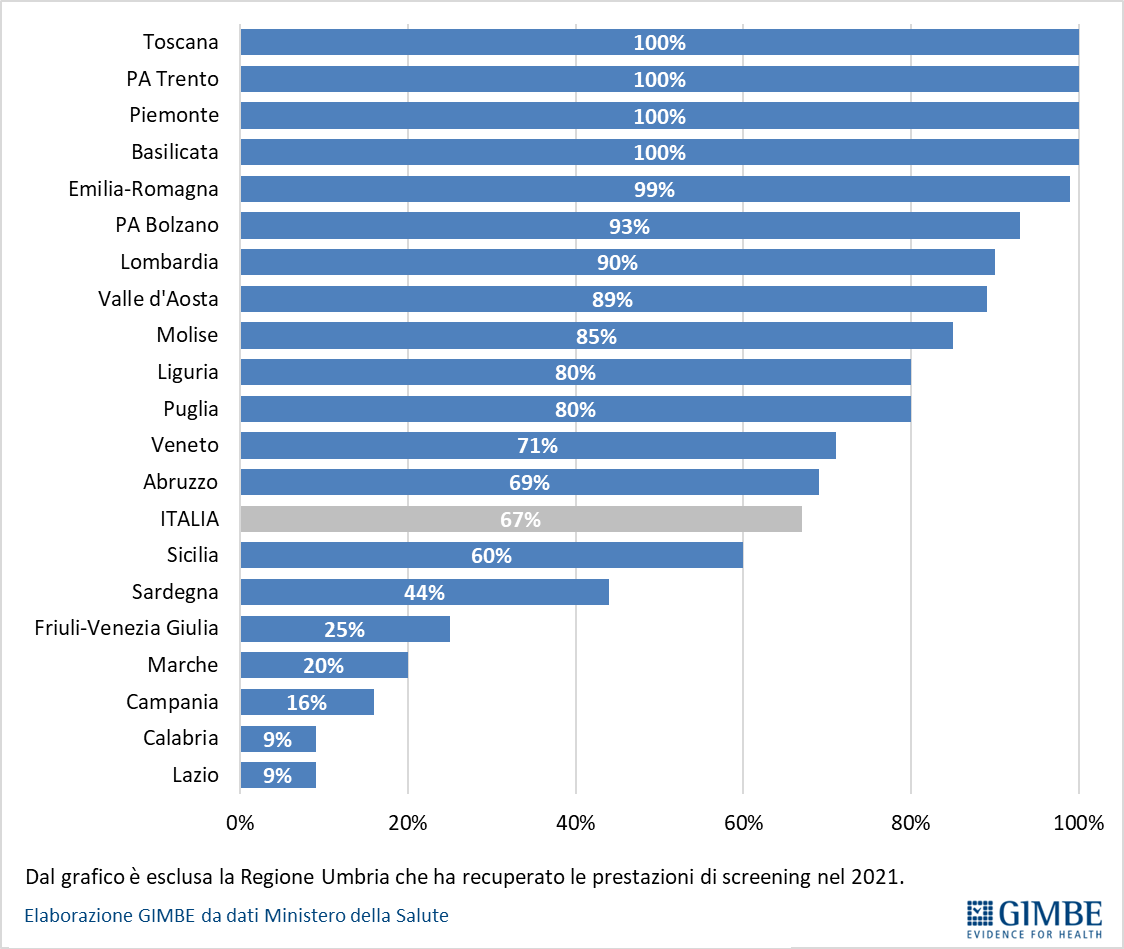 Toscana 100%
PA Trento 100%
Piemonte 100%
Basilicata 100%
Emilia-Romagna 99%
PA Bolzano 93%
Lombardia 90%
Valle d'Aosta 89%
Molise 85%
Liguria 80%
Puglia 80%
Veneto 71%
Abruzzo 69%
ITALIA 67%
Sicilia 60%
Sardegna 44%
Friuli-Venezia Giulia 25%
Marche 20%
Campania 16%
Calabria 9%
Lazio 9%
0% 20% 40% 60% 80% 100%
Dal grafico è esclusa la Regione Umbria che ha recuperato le prestazioni di screening nel 2021.
Elaborazione GIMBE da dati Ministero della Salute
GIMBE
EVIDENCE FOR HEALTH